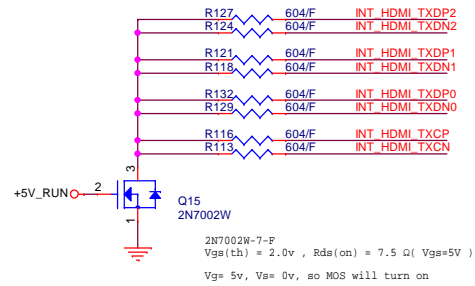 R127 604/F INT_HDMI_TXDP2
R124 604/F INT_HDMI_TXDN2
R121 604/F INT_HDMI_TXDP1
R118 604/F INT_HDMI_TXDN1
R132 604/F INT_HDMI_TXDP0
R129 604/F INT_HDMI_TXDN0
R116 604/F INT_HDMI_TXCP
R113 604/F INT_HDMI_TXCN
3
+5V_RUN 2
Q15
2N7002W
1
2N7002W-7-F
Vgs(th) = 2.0v , Rds(on) = 7.5 Ω( Vgs=5V )
Vg= 5v, Vs= 0v, so MOS will turn on